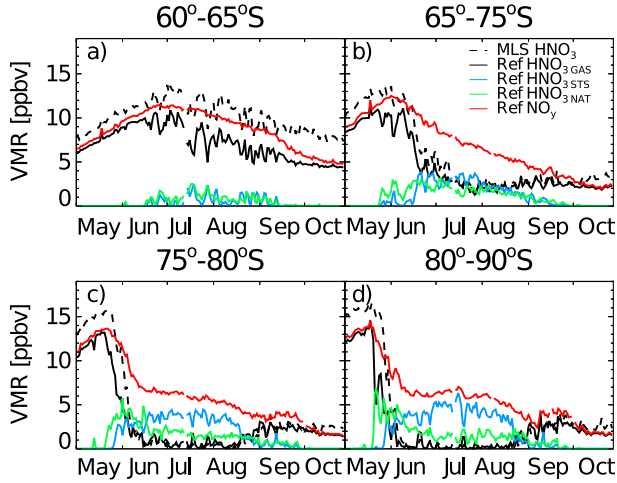 60°-65°S
65°-75°S
a)
b)
MLS HNO3
Ref HNO3 GAS
Ref HNO3 STS
Ref HNO3 NAT
Ref NOy
VMR [ppbv]
15
10
5
0
May Jun Jul Aug Sep Oct
May Jun Jul Aug Sep Oct
75°-80°S
80°-90°S
c)
d)
VMR [ppbv]
15
10
5
0
May Jun Jul Aug Sep Oct
May Jun Jul Aug Sep Oct